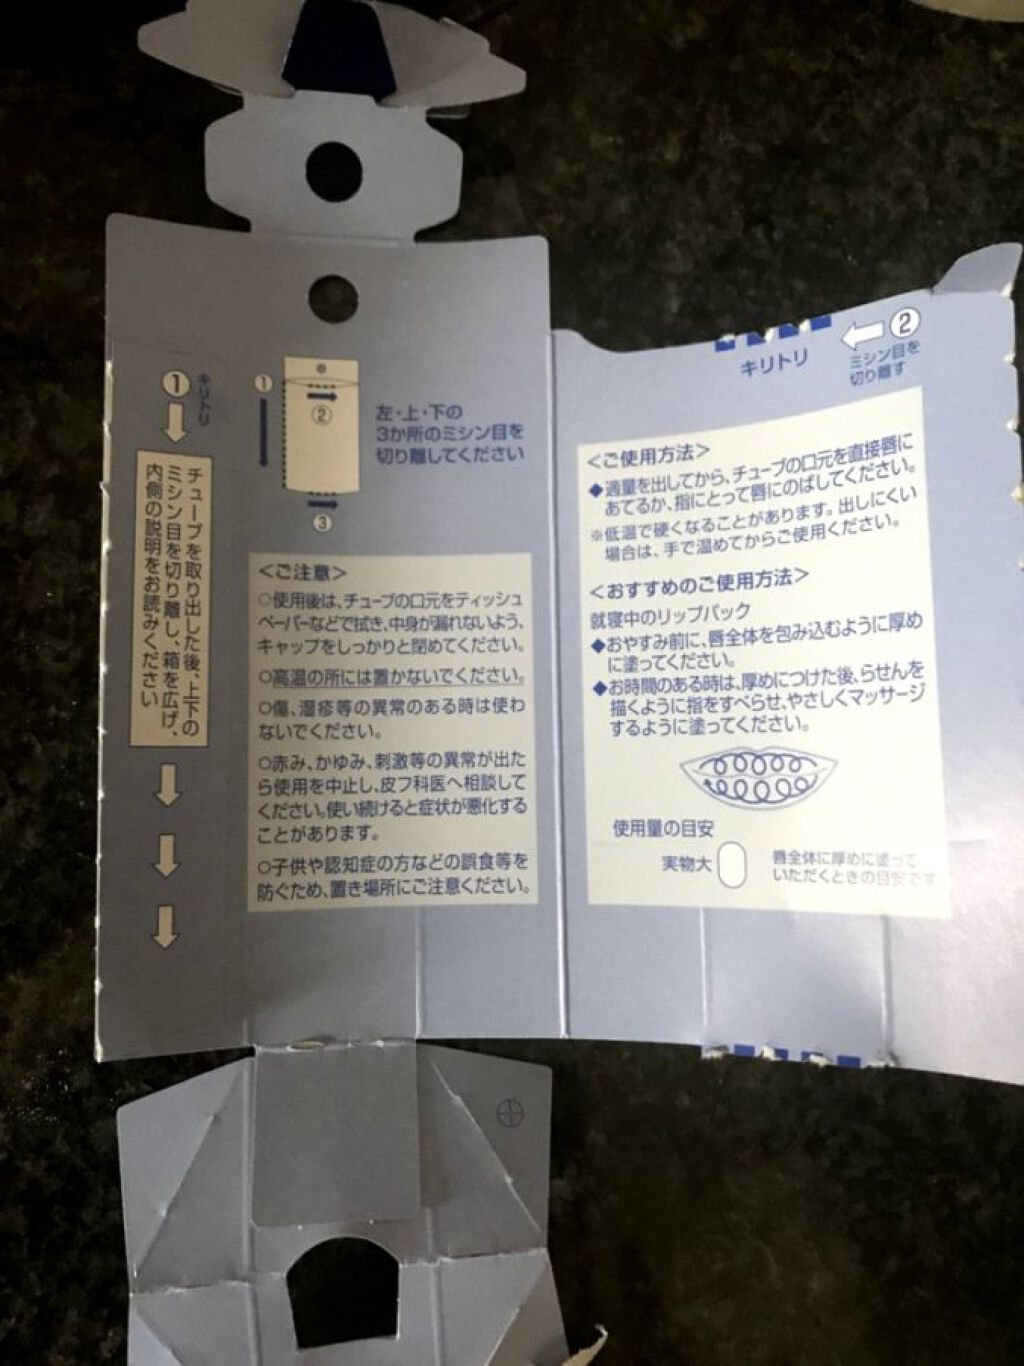 ①
キリトリ
チューブを取り出した後、上下の
ミシン目を切り離し、箱を広げ、
内側の説明をお読みください
①
②
③
左・上・下の
3か所のミシン目を
切り離してください
<ご注意>
○使用後は、チューブの口元をティッシュ
ペーパーなどで拭き、中身が漏れないよう、
キャップをしっかりと閉めてください。
○高温の所には置かないでください。
○傷、湿疹等の異常のある時は使わ
ないでください。
○赤み、かゆみ、刺激等の異常が出た
ら使用を中止し、皮フ科医へ相談して
ください。使い続けると症状が悪化する
ことがあります。
○子供や認知症の方などの誤食等を
防ぐため、置き場所にご注意ください。
キリトリ
②
ミシン目を
切り離す
<ご使用方法>
◆適量を出してから、チューブの口元を直接唇に
あてるか、指にとって唇にのばしてください。
※低温で硬くなることがあります。出しにくい
場合は、手で温めてからご使用ください。
<おすすめのご使用方法>
就寝中のリップパック
◆おやすみ前に、唇全体を包み込むように厚め
に塗ってください。
◆お時間のある時は、厚めにつけた後、らせんを
描くように指をすべらせ、やさしくマッサージ
するように塗ってください。
使用量の目安
実物大
唇全体に厚めに塗って
いただくときの目安です